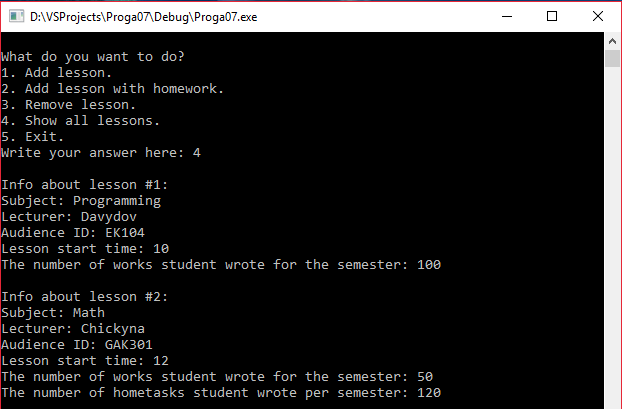 D:\VSProjects\Proga07\Debug\Proga07.exe
What do you want to do?
1. Add lesson.
2. Add lesson with homework.
3. Remove lesson.
4. Show all lessons.
5. Exit.
Write your answer here: 4
Info about lesson #1:
Subject: Programming
Lecturer: Davydov
Audience ID: EK104
Lesson start time: 10
The number of works student wrote for the semester: 100
Info about lesson #2:
Subject: Math
Lecturer: Chickyna
Audience ID: GAK301
Lesson start time: 12
The number of works student wrote for the semester: 50
The number of hometasks student wrote per semester: 120